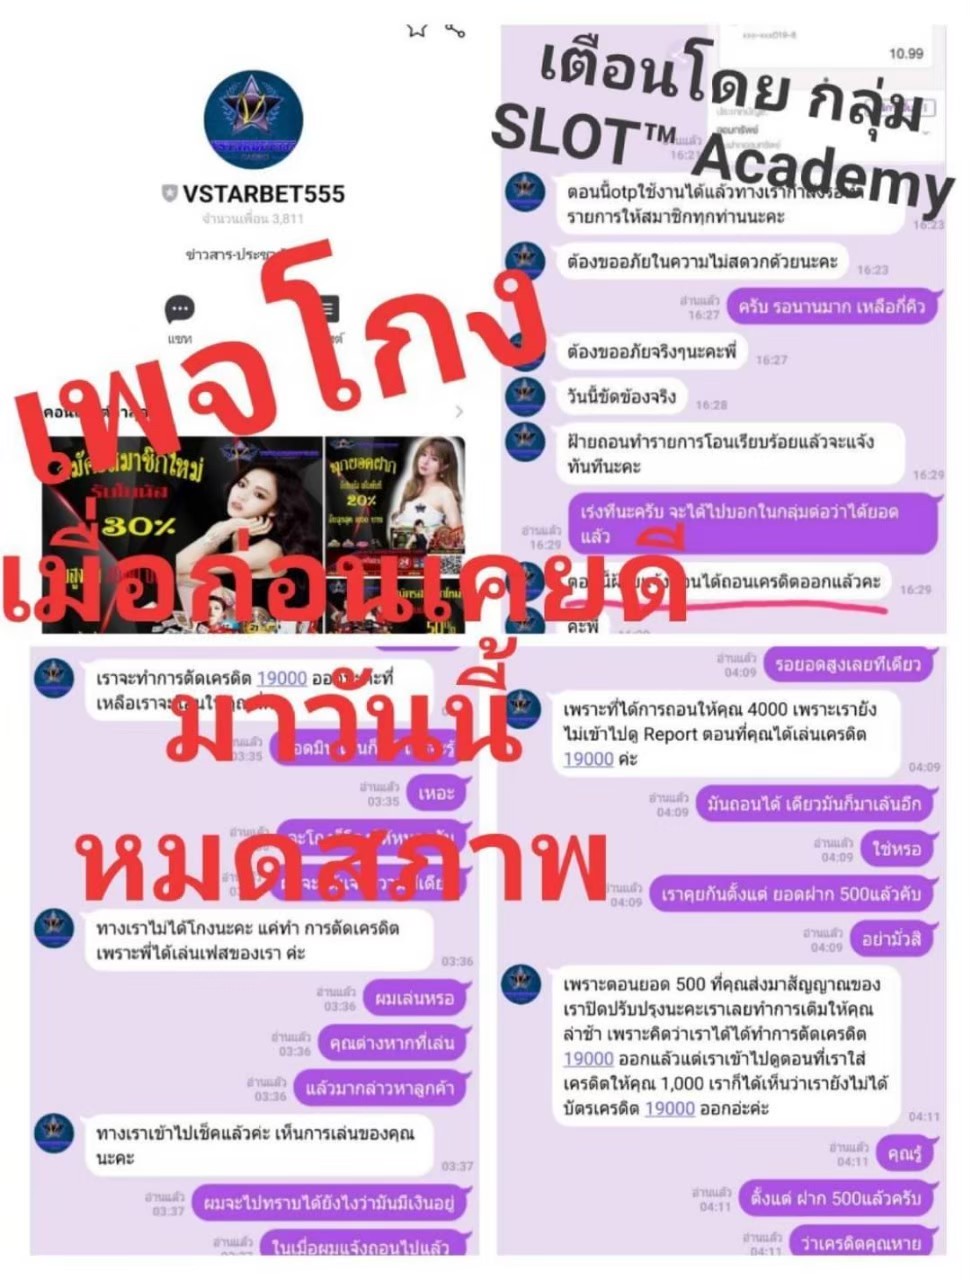 เตือนโดย กลุ่ม
SLOT™ Academy
VSTARBET555
จำนวนเพื่อน 3,811
แชท
เพจโกง
เมื่อก่อนเคยดี
มาวันนี้
หมดสภาพ
30%
20%
10.99
ออมทรัพย์
ตอนนี้otpใช้งานได้แล้วทางเรา
รายการให้สมาชิกทุกท่านนะคะ
16:23
ต้องขออภัยในความไม่สดวกด้วยนะคะ
16:23
อ่านแล้ว
16:27
ครับ รอนานมาก เหลือกี่คิว
ต้องขออภัยจริงๆนะคะพี่
16:27
วันนี้ขัดข้องจริง
16:28
ฝ่ายถอนทำรายการโอนเรียบร้อยแล้วจะแจ้ง
ทันทีนะคะ
16:29
เร่งทีนะครับ จะได้ไปบอกในกลุ่มต่อว่าได้ยอด
แล้ว
อ่านแล้ว
16:29
ถอนได้ถอนเครดิตออกแล้วคะ
16:29
คะพี่
เราจะทำการตัดเครดิต 19000
อ่านแล้ว
03:35
เหอะ
ทางเราไม่ได้โกงนะคะ แค่ทำ การตัดเครดิต
เพราะพี่ได้เล่นเฟสของเรา ค่ะ
03:36
อ่านแล้ว
03:36
ผมเล่นหรอ
อ่านแล้ว
03:36
คุณต่างหากที่เล่น
อ่านแล้ว
03:36
แล้วมากล่าวหาลูกค้า
ทางเราเข้าไปเช็คแล้วค่ะ เห็นการเล่นของคุณ
นะคะ
03:37
อ่านแล้ว
03:37
ผมจะไปทราบได้ยังไงว่ามันมีเงินอยู่
อ่านแล้ว
ในเมื่อผมแจ้งถอนไปแล้ว
อ่านแล้ว
04:09
รอยอดสูงเลยทีเดียว
เพราะที่ได้การถอนให้คุณ 4000 เพราะเรายัง
ไม่เข้าไปดู Report ตอนที่คุณได้เล่นเครดิต
19000 ค่ะ
04:09
อ่านแล้ว
04:09
มันถอนได้ เดียวมันก็มาเล้นอีก
อ่านแล้ว
04:09
ใช่หรอ
อ่านแล้ว
04:09
เราคุยกันตั้งแต่ ยอดฝาก 500แล้วคับ
อ่านแล้ว
04:09
อย่ามั่วสิ
เพราะตอนยอด 500 ที่คุณส่งมาสัญญาณของ
เราปิดปรับปรุงนะคะเราเลยทำการเติมให้คุณ
ล่าช้า เพราะคิดว่าเราได้ได้ทำการตัดเครดิต
19000 ออกแล้วแต่เราเข้าไปดูตอนที่เราใส่
เครดิตให้คุณ 1,000 เราก็ได้เห็นว่าเรายังไม่ได้
บัตรเครดิต 19000 ออกอ่ะค่ะ
04:11
อ่านแล้ว
04:11
คุณรู้
อ่านแล้ว
04:11
ตั้งแต่ ฝาก 500แล้วครับ
อ่านแล้ว
04:11
ว่าเครดิตคุณหาย